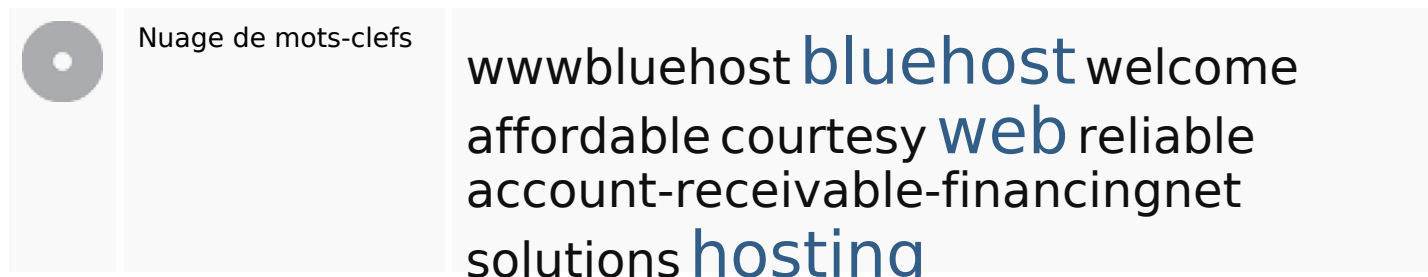 Nuage de mots-clefs
wwwbluehost bluehost welcome
affordable courtesy web reliable
account-receivable-financingnet
solutions hosting